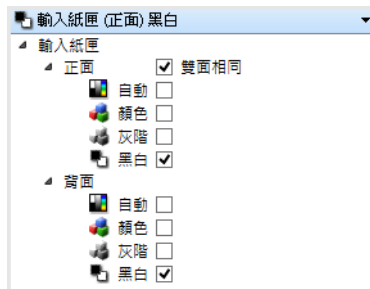 輸入紙匣 (正面) 黑白
輸入紙匣
正面 雙面相同
自動
顏色
灰階
黑白
背面
自動
顏色
灰階
黑白